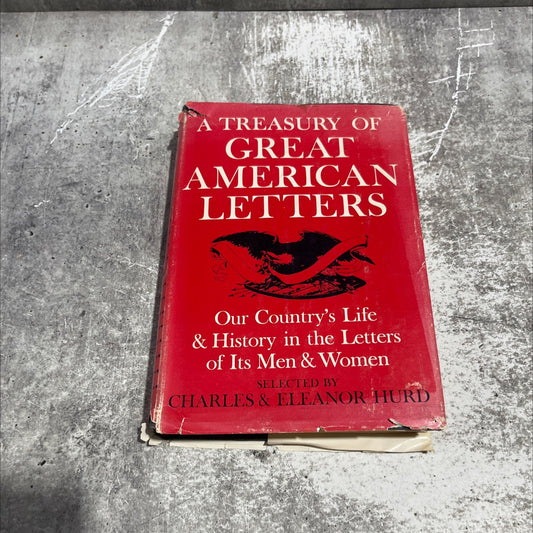 A TREASURY OF
GREAT
AMERICAN
LETTERS
Our Country's Life
& History in the Letters
of Its Men & Women
SELECTED BY
CHARLES & ELEANOR HURD